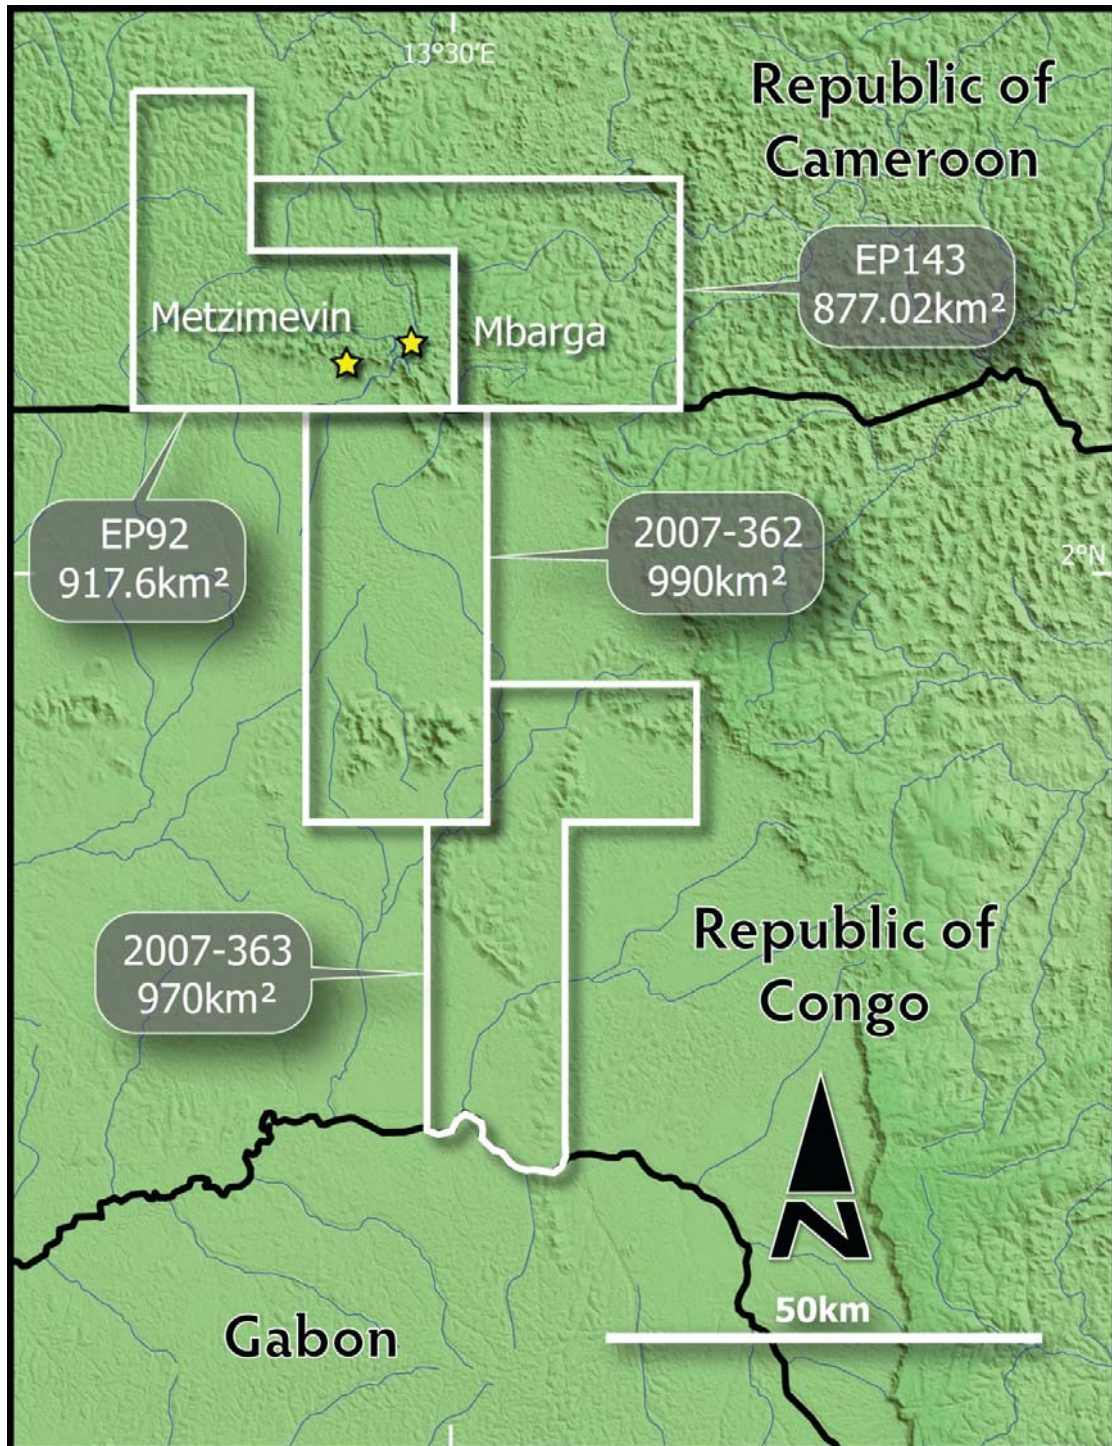 13°30'E
Republic of
Cameroon
EP143
877.02km²
Metzimevin
Mbarga
EP92
917.6km²
2007-362
990km²
2°N
2007-363
970km²
Republic of
Congo
N
50km
Gabon